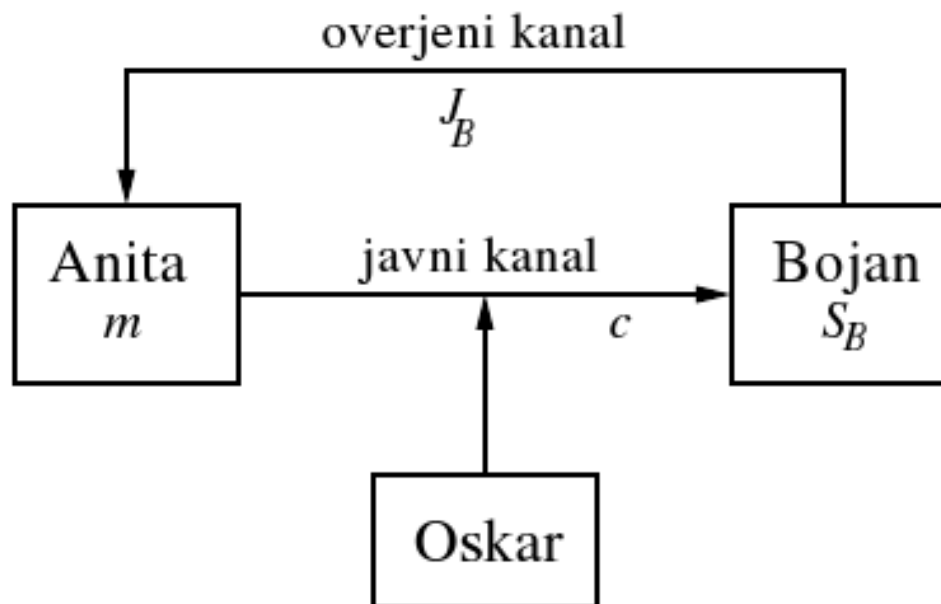 overjeni kanal
J_B
Anita
m
javni kanal
c
Bojan
S_B
Oskar